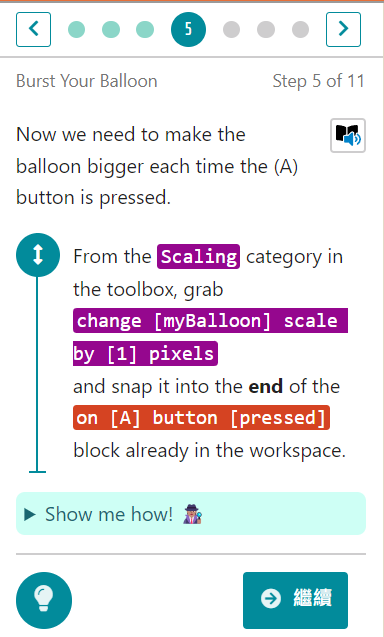 5
Burst Your Balloon
Step 5 of 11
Now we need to make the
balloon bigger each time the (A)
button is pressed.
From the Scaling category in
the toolbox, grab
change [myBalloon] scale
by [1] pixels
and snap it into the end of the
on [A] button [pressed]
block already in the workspace.
Show me how!
繼續